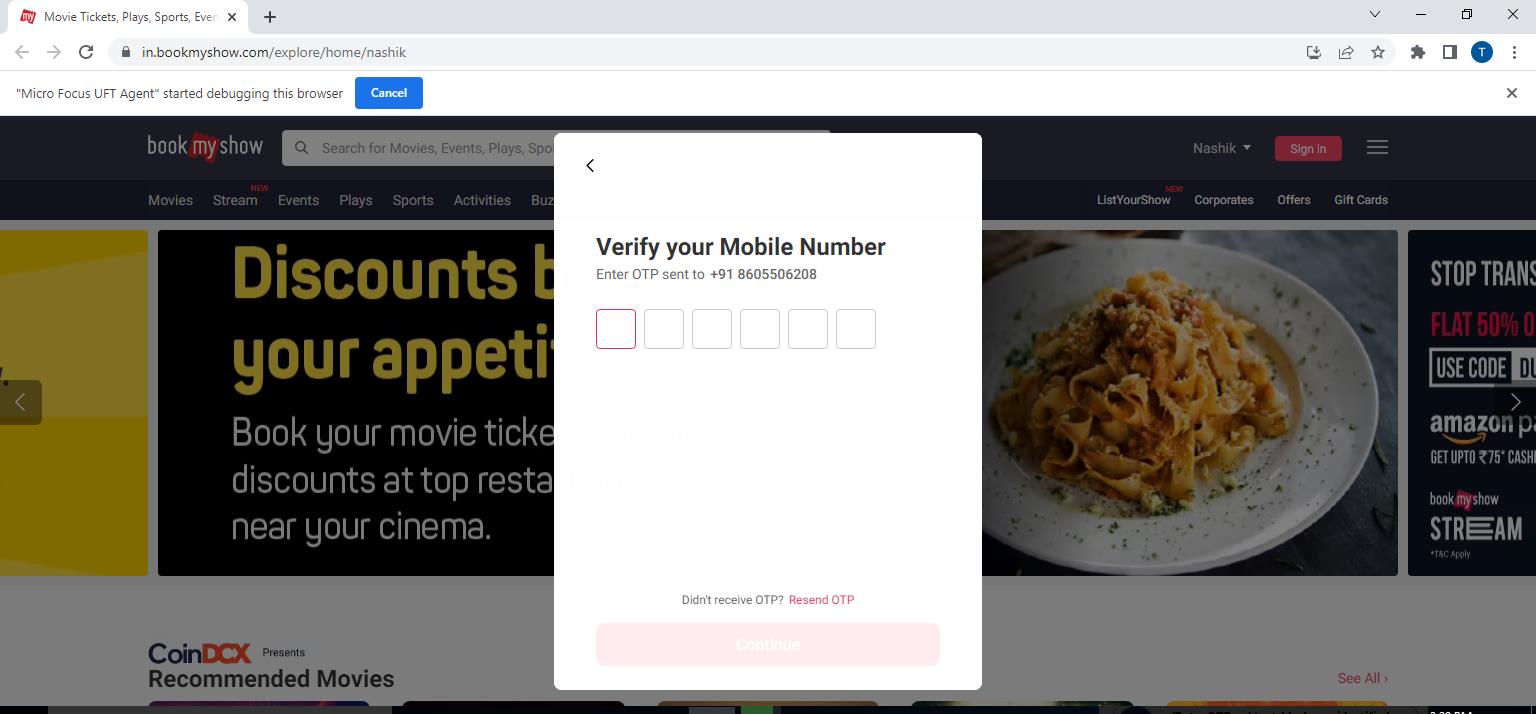 Movie Tickets, Plays, Sports, Even
in.bookmyshow.com/explore/home/nashik
T
"Micro Focus UFT Agent" started debugging this browser
Cancel
book my show
Search for Movies, Events, Plays, Spo
Nashik
Sign in
Movies
Stream
NEW
Events
Plays
Sports
Activities
Buz
ListYourShow
NEW
Corporates
Offers
Gift Cards
Verify your Mobile Number
Enter OTP sent to +91 8605506208
Didn't receive OTP? Resend OTP
Continue
Discounts b
your appeti
Book your movie ticke
discounts at top resta
near your cinema.
STOP TRANS
FLAT 50% O
USE CODE DU
amazon pa
GET UPTO ₹75* CASH
book my show
STREAM
*T&C Apply
CoinDCX Presents
Recommended Movies
See All ›